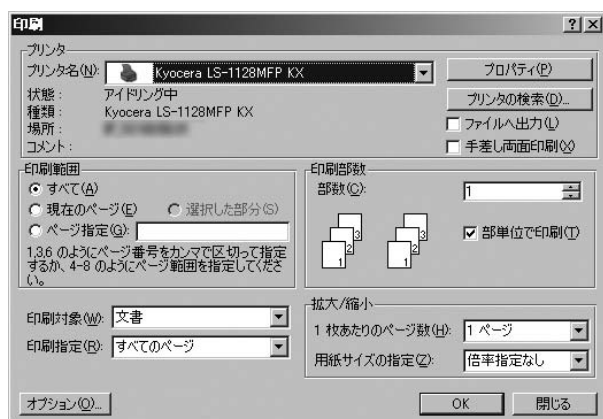 印刷
プリンタ
プリンタ名(N): Kyocera LS-1128MFP KX プロパティ(P)
状態： アイドリング中 プリンタの検索(D)...
種類： Kyocera LS-1128MFP KX
場所： ファイルへ出力(L)
コメント： 手差し両面印刷(X)
印刷範囲
すべて(A)
現在のページ(E) 選択した部分(S)
ページ指定(G):
1,3,6 のようにページ番号をカンマで区切って指定
するか、4-8 のようにページ範囲を指定してくださ
い。
印刷部数
部数(C): 1
1 2 3 1 2 3 部単位で印刷(T)
印刷対象(W): 文書
印刷指定(R): すべてのページ
拡大/縮小
1 枚あたりのページ数(H): 1 ページ
用紙サイズの指定(Z): 倍率指定なし
オプション(O)... OK 閉じる